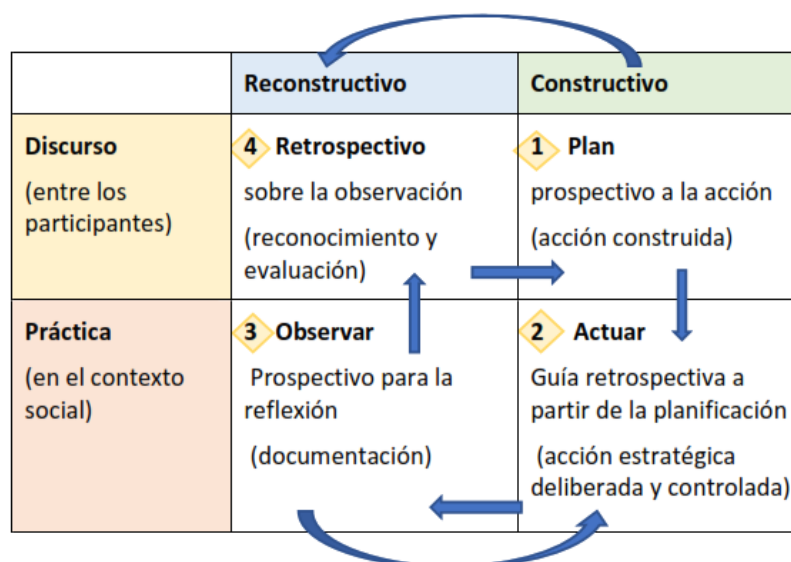 Reconstructivo
Constructivo
Discurso
(entre los
participantes)
4 Retrospectivo
sobre la observación
(reconocimiento y
evaluación)
1 Plan
prospectivo a la acción
(acción construida)
Práctica
(en el contexto
social)
3 Observar
Prospectivo para la
reflexión
(documentación)
2 Actuar
Guía retrospectiva a
partir de la planificación
(acción estratégica
deliberada y controlada)